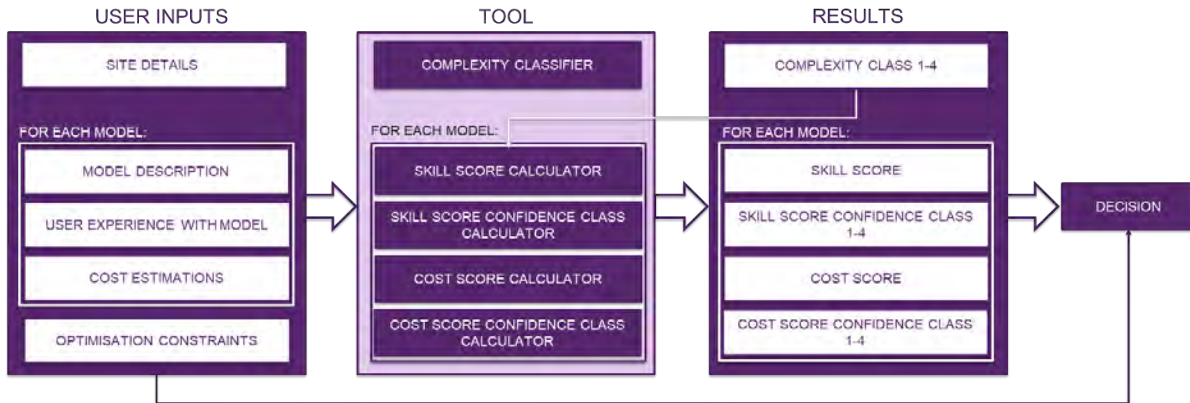 USER INPUTS
SITE DETAILS
FOR EACH MODEL:
MODEL DESCRIPTION
USER EXPERIENCE WITH MODEL
COST ESTIMATIONS
OPTIMISATION CONSTRAINTS
TOOL
COMPLEXITY CLASSIFIER
FOR EACH MODEL:
SKILL SCORE CALCULATOR
SKILL SCORE CONFIDENCE CLASS
CALCULATOR
COST SCORE CALCULATOR
COST SCORE CONFIDENCE CLASS
CALCULATOR
RESULTS
COMPLEXITY CLASS 1-4
FOR EACH MODEL:
SKILL SCORE
SKILL SCORE CONFIDENCE CLASS
1-4
COST SCORE
COST SCORE CONFIDENCE CLASS
1-4
DECISION